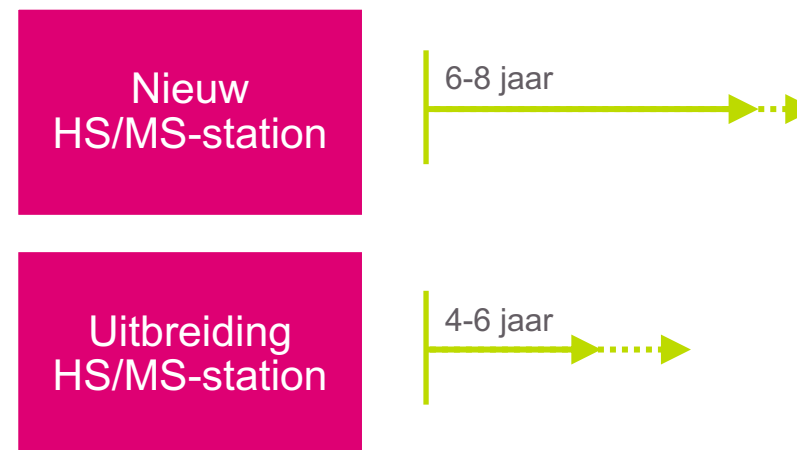 Nieuw
HS/MS-station
6-8 jaar
Uitbreiding
HS/MS-station
4-6 jaar